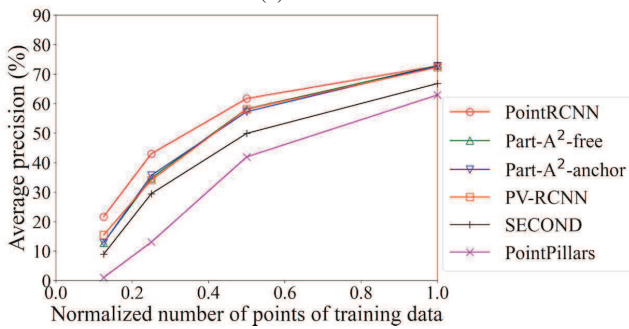 90
80
70
60
50
40
30
20
10
0
Average precision (%)
0.0 0.2 0.4 0.6 0.8 1.0
Normalized number of points of training data
PointRCNN
Part-A²-free
Part-A²-anchor
PV-RCNN
SECOND
PointPillars